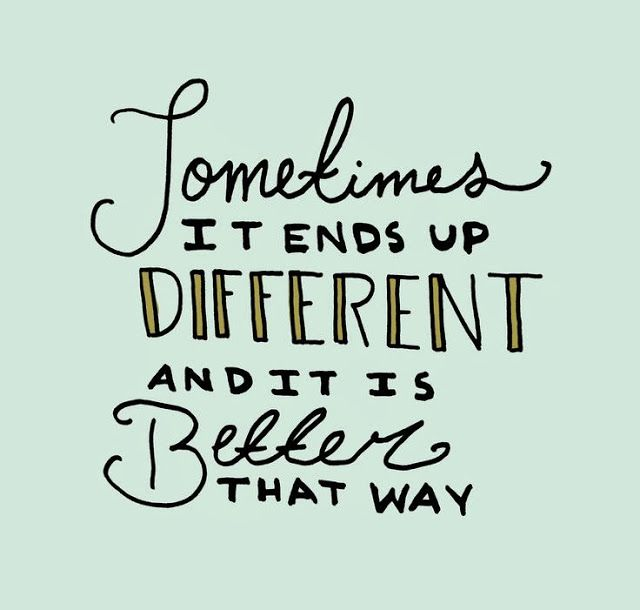 Sometimes
IT ENDS UP
DIFFERENT
AND IT IS
Better
THAT WAY